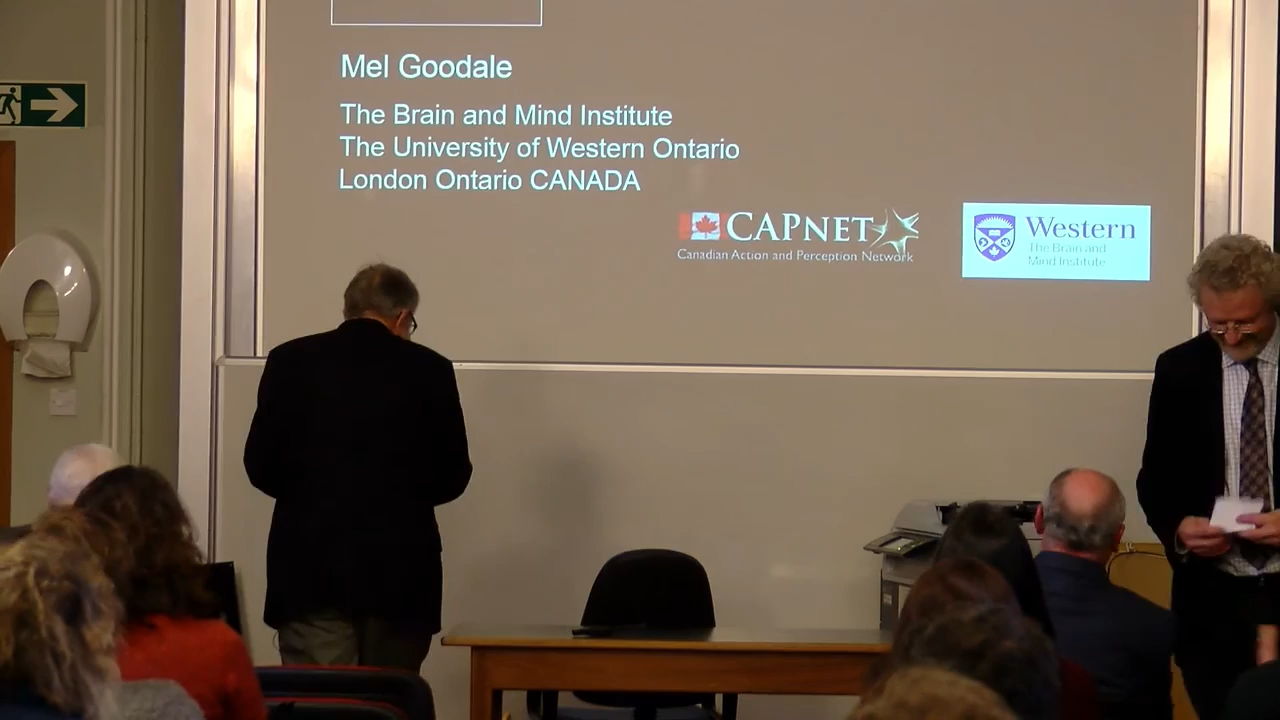 Mel Goodale
The Brain and Mind Institute
The University of Western Ontario
London Ontario CANADA
CAPNET
Canadian Action and Perception Network
Western
The Brain and
Mind Institute